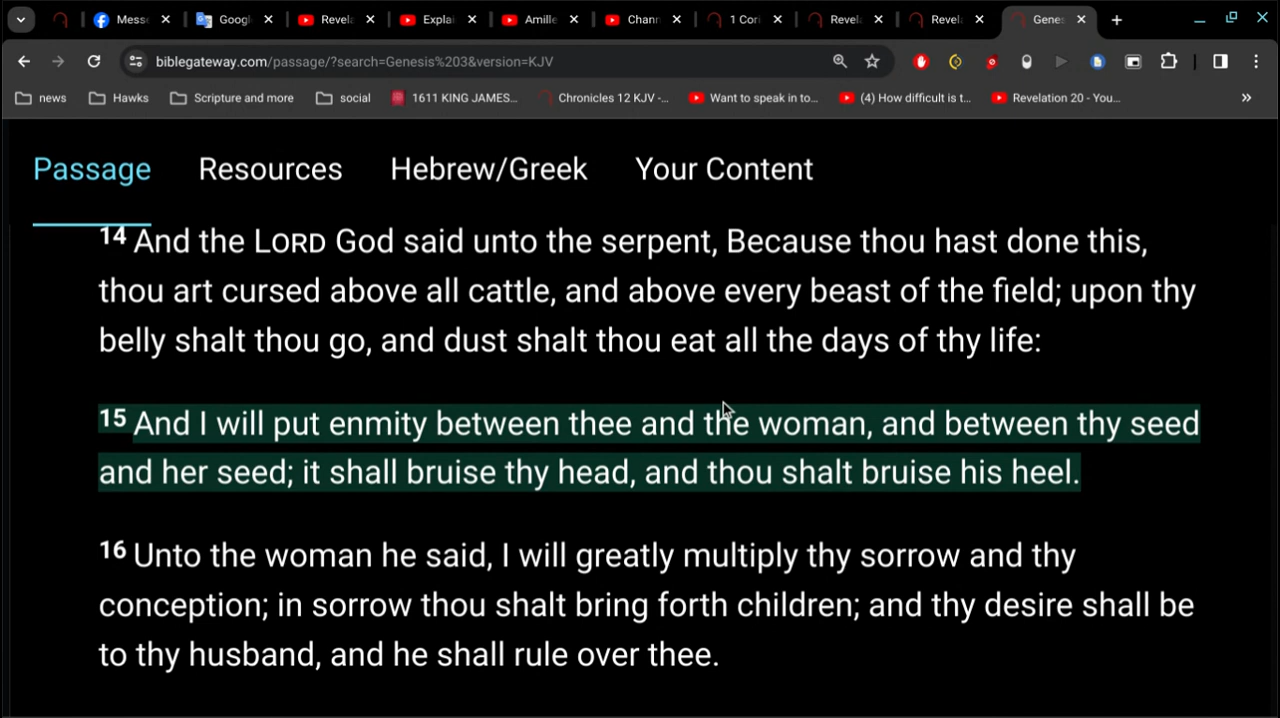 Mess
Googl
Revela
Explai
Amille
Chann
1 Cori
Revela
Revela
Genes
biblegateway.com/passage/?search=Genesis%203&version=KJV
news
Hawks
Scripture and more
social
1611 KING JAMES...
Chronicles 12 KJV -...
Want to speak in to...
(4) How difficult is t...
Revelation 20 - You...
Passage
Resources
Hebrew/Greek
Your Content
14 And the LORD God said unto the serpent, Because thou hast done this,
thou art cursed above all cattle, and above every beast of the field; upon thy
belly shalt thou go, and dust shalt thou eat all the days of thy life:
15 And I will put enmity between thee and the woman, and between thy seed
and her seed; it shall bruise thy head, and thou shalt bruise his heel.
16 Unto the woman he said, I will greatly multiply thy sorrow and thy
conception; in sorrow thou shalt bring forth children; and thy desire shall be
to thy husband, and he shall rule over thee.